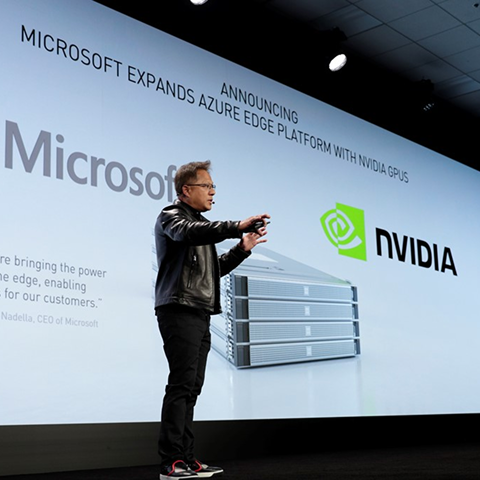 ANNOUNCING
MICROSOFT EXPANDS AZURE EDGE PLATFORM WITH NVIDIA GPUS
Microsof
NVIDIA
re bringing the power
e edge, enabling
for our customers."
Nadella, CEO of Microsoft